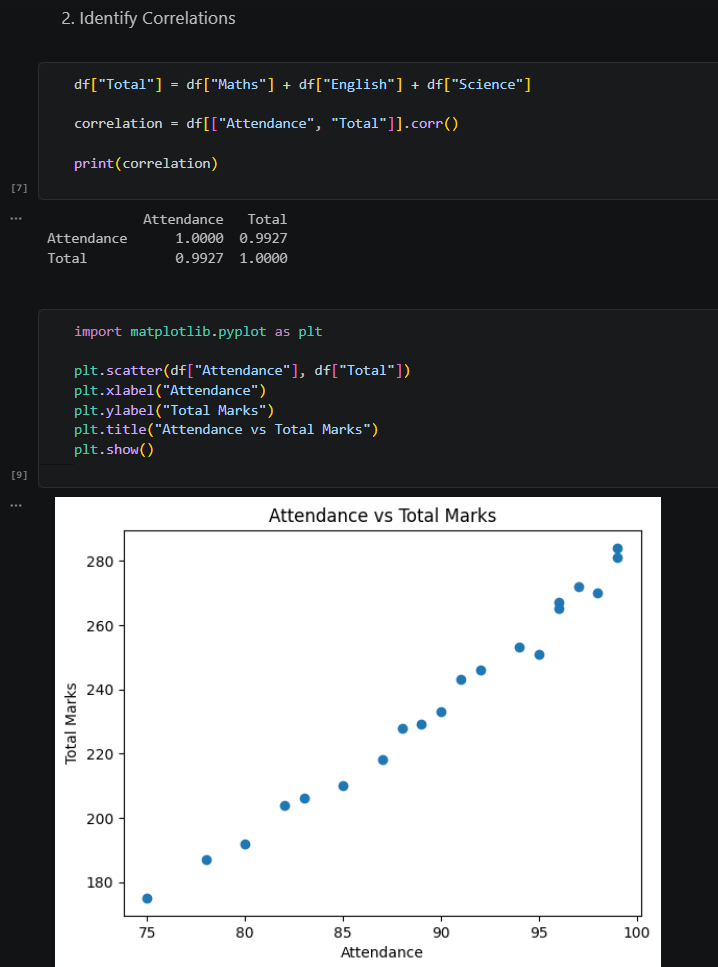 2. Identify Correlations
df["Total"] = df["Maths"] + df["English"] + df["Science"]
correlation = df[["Attendance", "Total"]].corr()
print(correlation)
[7]
...
Attendance Total
Attendance 1.0000 0.9927
Total 0.9927 1.0000
import matplotlib.pyplot as plt
plt.scatter(df["Attendance"], df["Total"])
plt.xlabel("Attendance")
plt.ylabel("Total Marks")
plt.title("Attendance vs Total Marks")
plt.show()
[9]
...
Attendance vs Total Marks
280
260
240
220
200
180
Total Marks
75 80 85 90 95 100
Attendance